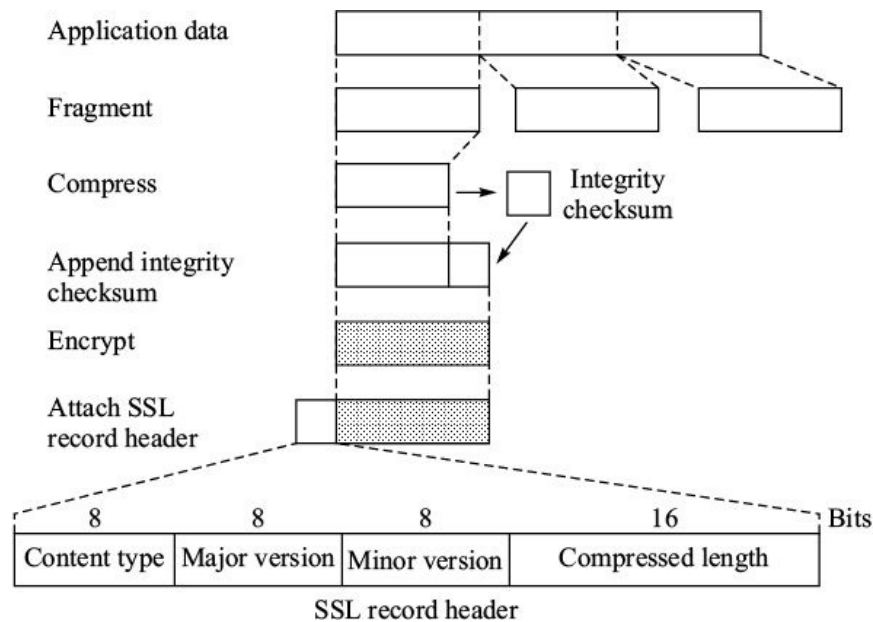 Application data
Fragment
Compress
Integrity
checksum
Append integrity
checksum
Encrypt
Attach SSL
record header
8 8 8 16 Bits
Content type Major version Minor version Compressed length
SSL record header